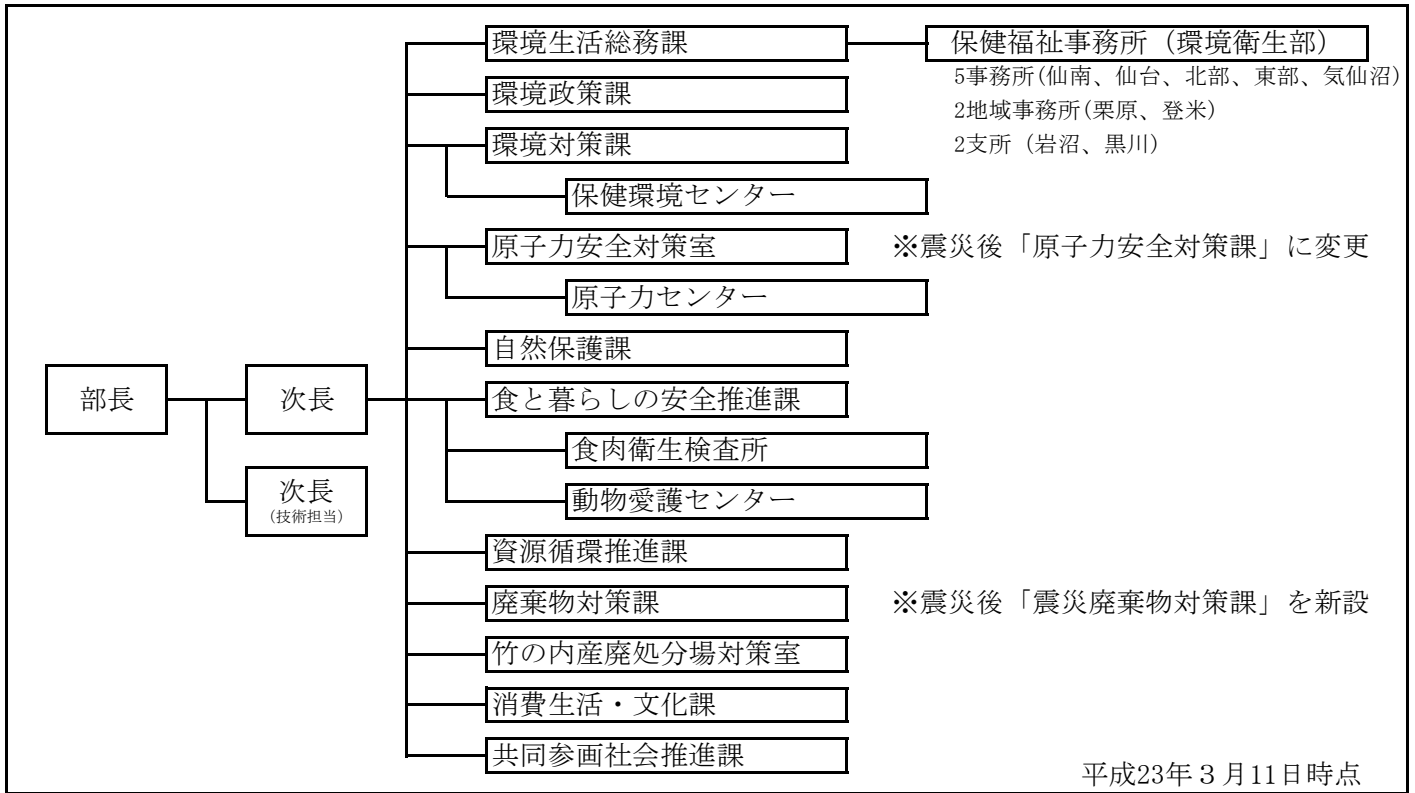 環境生活総務課
保健福祉事務所（環境衛生部）
5事務所(仙南、仙台、北部、東部、気仙沼)
2地域事務所(栗原、登米)
2支所（岩沼、黒川）
環境政策課
環境対策課
保健環境センター
原子力安全対策室
※震災後「原子力安全対策課」に変更
原子力センター
自然保護課
部長
次長
食と暮らしの安全推進課
食肉衛生検査所
次長
(技術担当)
動物愛護センター
資源循環推進課
廃棄物対策課
※震災後「震災廃棄物対策課」を新設
竹の内産廃処分場対策室
消費生活・文化課
共同参画社会推進課
平成23年３月11日時点